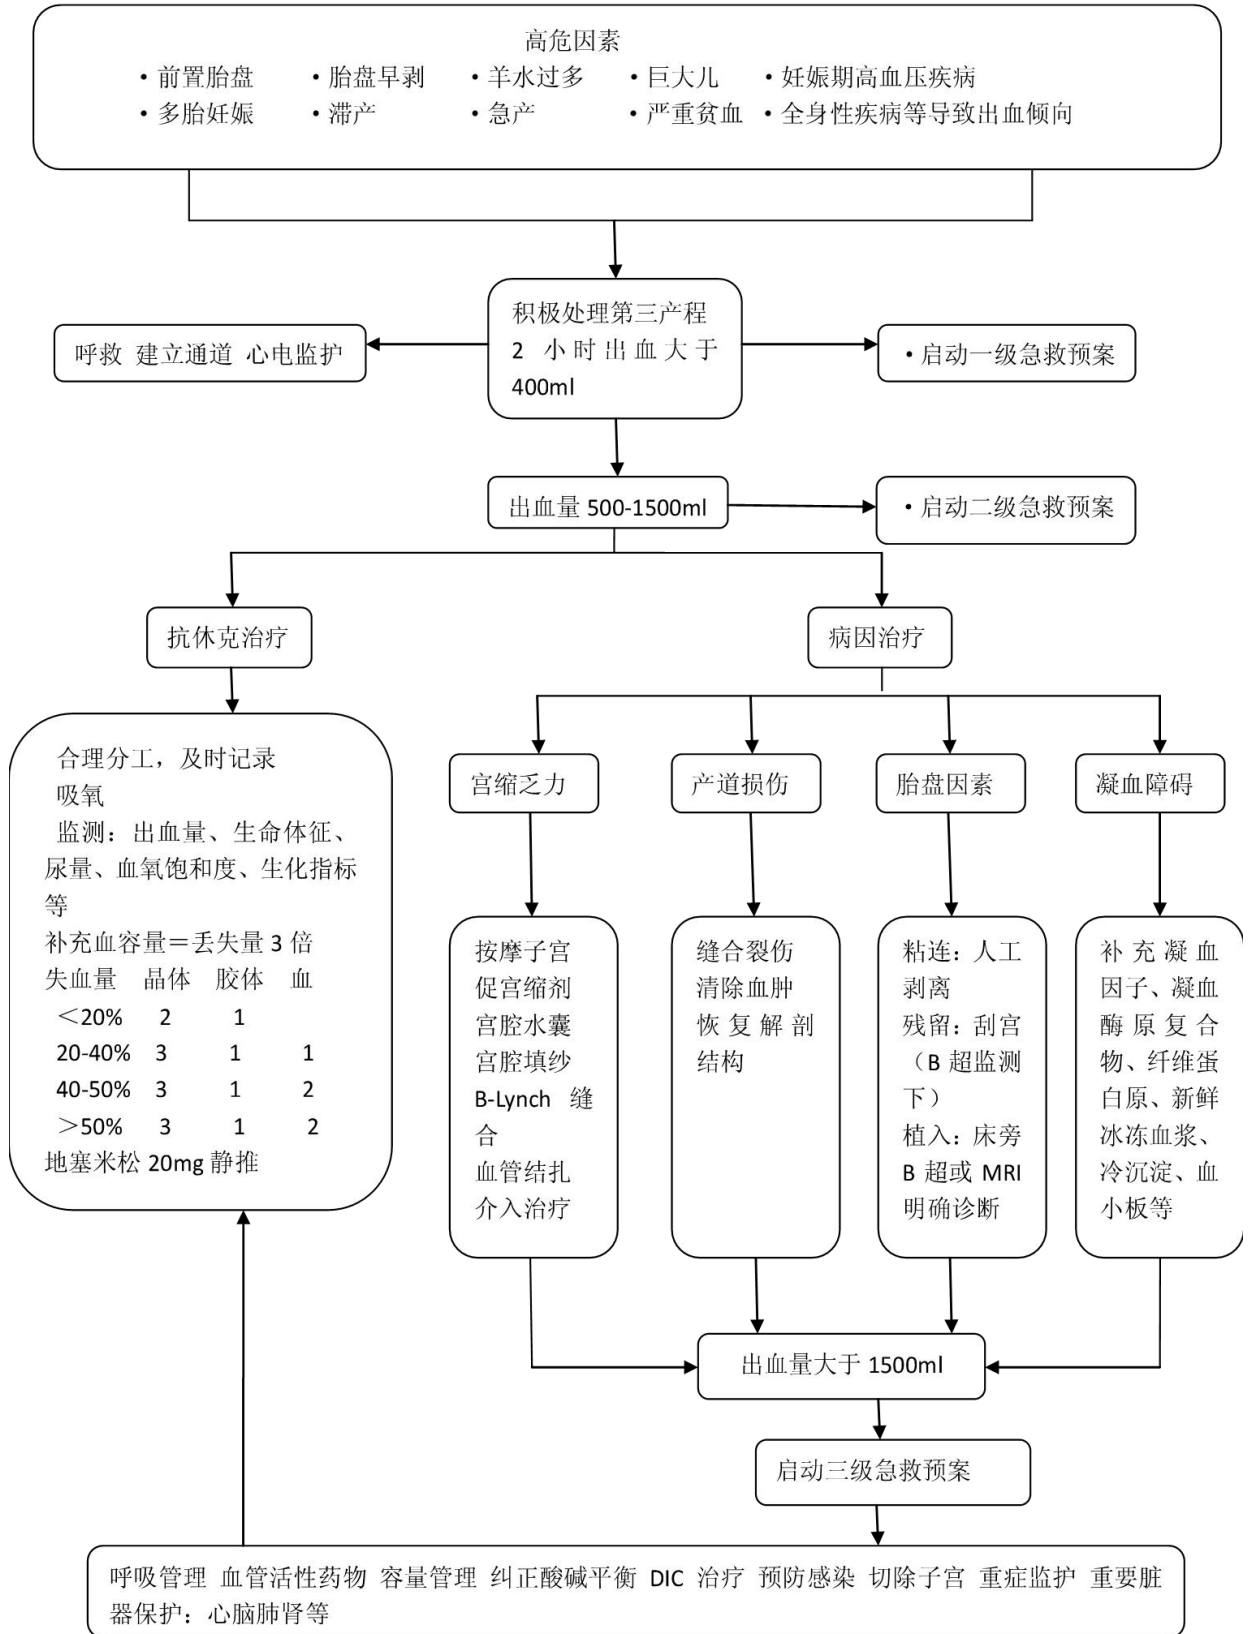 高危因素
·前置胎盘 ·胎盘早剥 ·羊水过多 ·巨大儿 ·妊娠期高血压疾病
·多胎妊娠 ·滞产 ·急产 ·严重贫血 ·全身性疾病等导致出血倾向
积极处理第三产程
2 小时出血大于
400ml
呼救 建立通道 心电监护
·启动一级急救预案
出血量 500-1500ml
·启动二级急救预案
抗休克治疗
病因治疗
合理分工，及时记录
吸氧
监测：出血量、生命体征、
尿量、血氧饱和度、生化指标
等
补充血容量＝丢失量 3 倍
失血量 晶体 胶体 血
＜20% 2 1
20-40% 3 1 1
40-50% 3 1 2
＞50% 3 1 2
地塞米松 20mg 静推
宫缩乏力
产道损伤
胎盘因素
凝血障碍
按摩子宫
促宫缩剂
宫腔水囊
宫腔填纱
B-Lynch 缝
合
血管结扎
介入治疗
缝合裂伤
清除血肿
恢复解剖
结构
粘连：人工
剥离
残留：刮宫
（B 超监测
下）
植入：床旁
B 超或 MRI
明确诊断
补充凝血
因子、凝血
酶原复合
物、纤维蛋
白原、新鲜
冰冻血浆、
冷沉淀、血
小板等
出血量大于 1500ml
启动三级急救预案
呼吸管理 血管活性药物 容量管理 纠正酸碱平衡 DIC 治疗 预防感染 切除子宫 重症监护 重要脏
器保护：心脑肺肾等